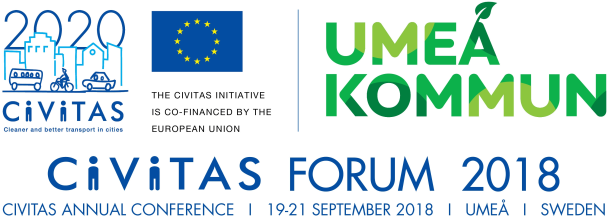 2020
CiViTAS
Cleaner and better transport in cities
THE CIVITAS INITIATIVE
IS CO-FINANCED BY THE
EUROPEAN UNION
UMEÅ
KOMMUN
CiViTAS FORUM 2018
CIVITAS ANNUAL CONFERENCE I 19-21 SEPTEMBER 2018 I UMEÅ I SWEDEN